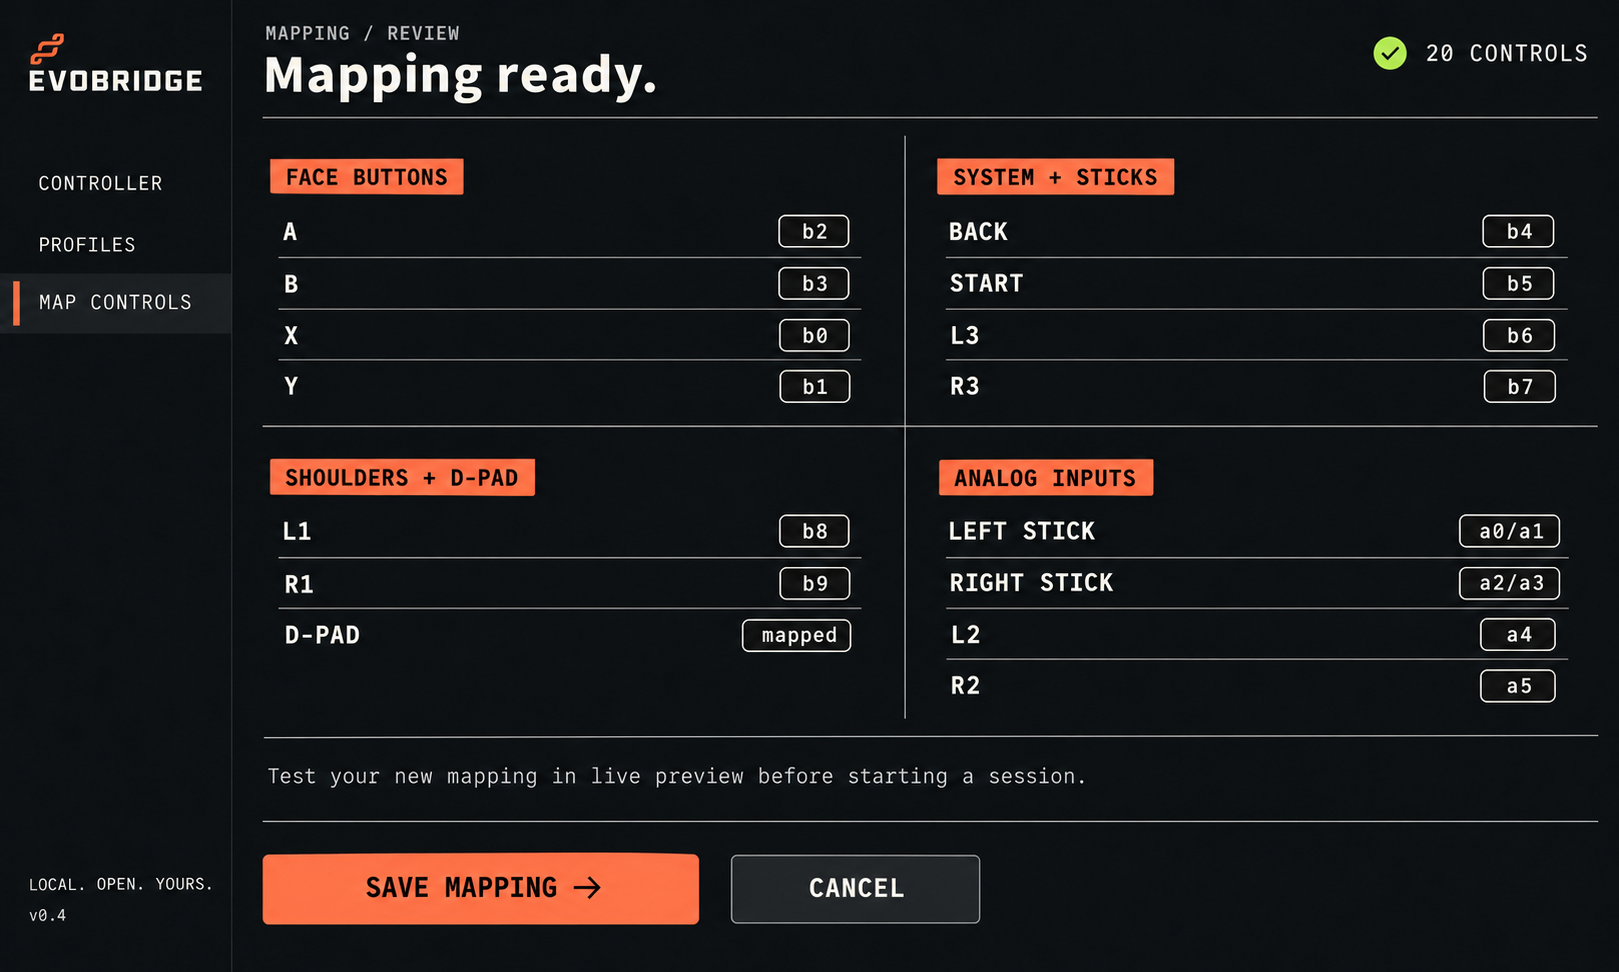 EVOBRIDGE
CONTROLLER
PROFILES
MAP CONTROLS
LOCAL. OPEN. YOURS.
v0.4
MAPPING / REVIEW
Mapping ready.
20 CONTROLS
FACE BUTTONS
A b2
B b3
X b0
Y b1
SYSTEM + STICKS
BACK b4
START b5
L3 b6
R3 b7
SHOULDERS + D-PAD
L1 b8
R1 b9
D-PAD mapped
ANALOG INPUTS
LEFT STICK a0/a1
RIGHT STICK a2/a3
L2 a4
R2 a5
Test your new mapping in live preview before starting a session.
SAVE MAPPING →
CANCEL